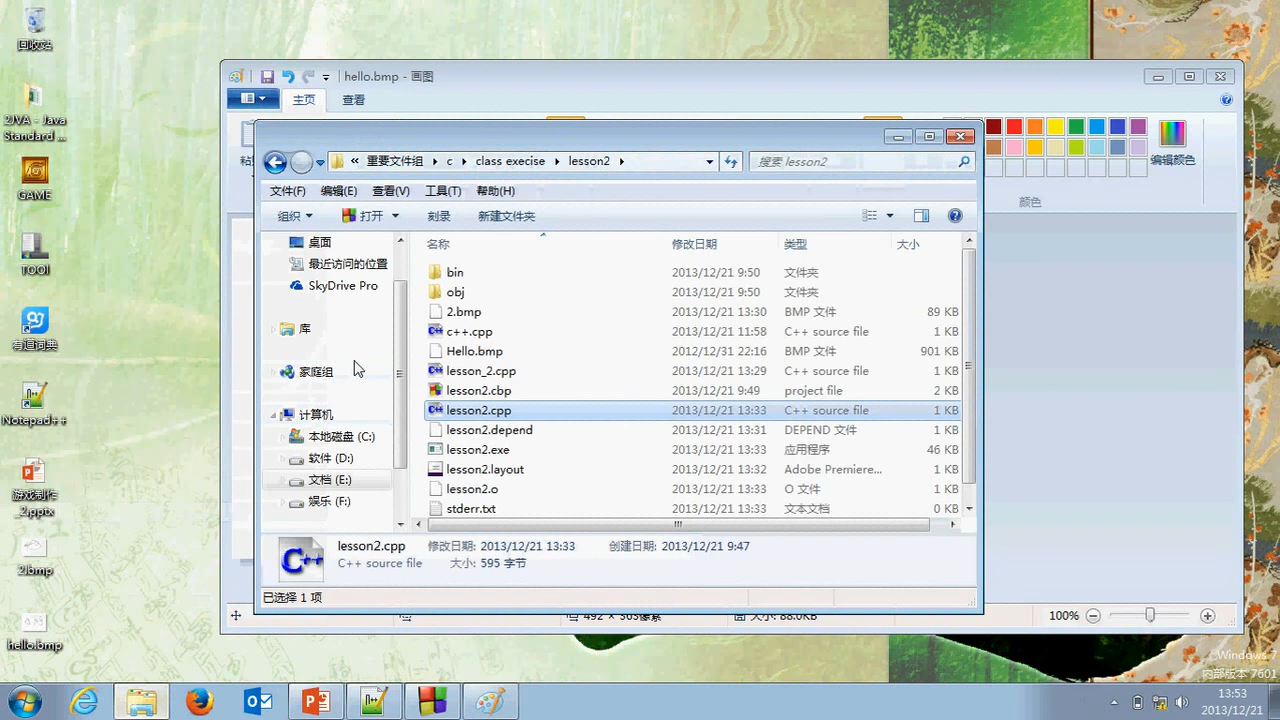 回收站
2JVA - Java
Standard ...
GAME
TOOl
有道词典
Notepad++
游戏制作
_2.pptx
2.bmp
hello.bmp
hello.bmp - 画图
主页
查看
编辑颜色
颜色
重要文件组
c
class execise
lesson2
搜索 lesson2
文件(F)
编辑(E)
查看(V)
工具(T)
帮助(H)
组织
打开
刻录
新建文件夹
桌面
最近访问的位置
SkyDrive Pro
库
家庭组
计算机
本地磁盘 (C:)
软件 (D:)
文档 (E:)
娱乐 (F:)
名称 修改日期 类型 大小
bin 2013/12/21 9:50 文件夹
obj 2013/12/21 9:50 文件夹
2.bmp 2013/12/21 13:30 BMP 文件 89 KB
c++.cpp 2013/12/21 11:58 C++ source file 1 KB
Hello.bmp 2012/12/31 22:16 BMP 文件 901 KB
lesson_2.cpp 2013/12/21 13:29 C++ source file 1 KB
lesson2.cbp 2013/12/21 9:49 project file 2 KB
lesson2.cpp 2013/12/21 13:33 C++ source file 1 KB
lesson2.depend 2013/12/21 13:31 DEPEND 文件 1 KB
lesson2.exe 2013/12/21 13:33 应用程序 46 KB
lesson2.layout 2013/12/21 13:32 Adobe Premiere... 1 KB
lesson2.o 2013/12/21 13:33 O 文件 1 KB
stderr.txt 2013/12/21 13:33 文本文档 0 KB
C++
lesson2.cpp 修改日期: 2013/12/21 13:33 创建日期: 2013/12/21 9:47
C++ source file 大小: 595 字节
已选择 1 项
100%
Windows 7
内部版本 7601
13:53
2013/12/21